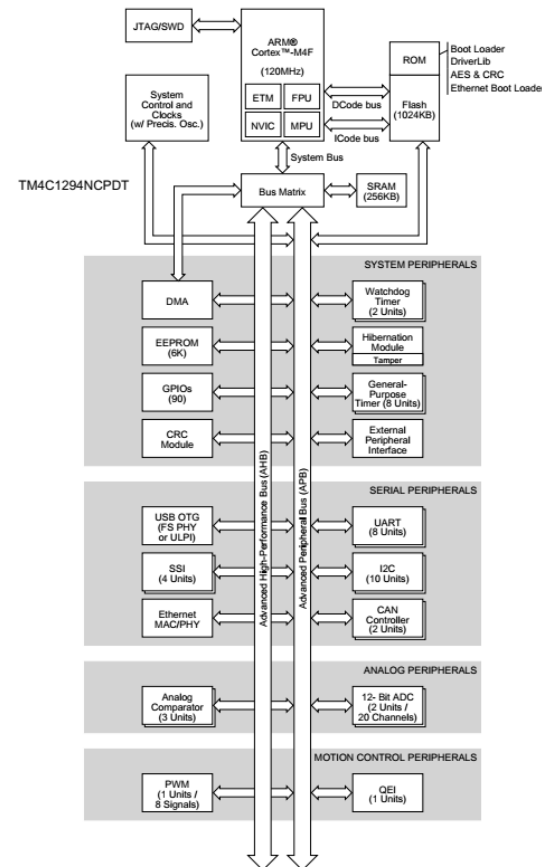 JTAG/SWD
ARM®
Cortex™-M4F
(120MHz)
ETM
FPU
NVIC
MPU
DCode bus
ICode bus
ROM
Flash
(1024KB)
Boot Loader
DriverLib
AES & CRC
Ethernet Boot Loade
System
Control and
Clocks
(w/ Precis. Osc.)
System Bus
TM4C1294NCPDT
Bus Matrix
SRAM
(256KB)
SYSTEM PERIPHERALS
DMA
Watchdog
Timer
(2 Units)
EEPROM
(6K)
Hibernation
Module
Tamper
GPIOs
(90)
General-
Purpose
Timer (8 Units)
CRC
Module
External
Peripheral
Interface
Advanced High-Performance Bus (AHB)
Advanced Peripheral Bus (APB)
SERIAL PERIPHERALS
USB OTG
(FS PHY
or ULPI)
UART
(8 Units)
SSI
(4 Units)
I2C
(10 Units)
Ethernet
MAC/PHY
CAN
Controller
(2 Units)
ANALOG PERIPHERALS
Analog
Comparator
(3 Units)
12- Bit ADC
(2 Units /
20 Channels)
MOTION CONTROL PERIPHERALS
PWM
(1 Units /
8 Signals)
QEI
(1 Units)